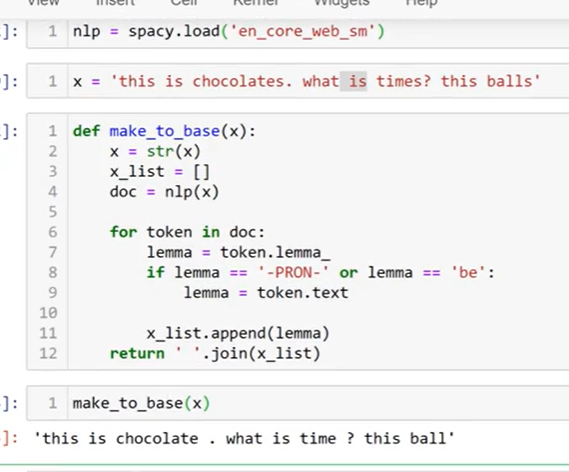 View Insert Cell Kernel Widgets Help
]: 1 nlp = spacy.load('en_core_web_sm')
]: 1 x = 'this is chocolates. what is times? this balls'
]: 1 def make_to_base(x):
2     x = str(x)
3     x_list = []
4     doc = nlp(x)
5
6     for token in doc:
7         lemma = token.lemma_
8         if lemma == '-PRON-' or lemma == 'be':
9             lemma = token.text
10
11         x_list.append(lemma)
12     return ' '.join(x_list)
]: 1 make_to_base(x)
]: 'this is chocolate . what is time ? this ball'